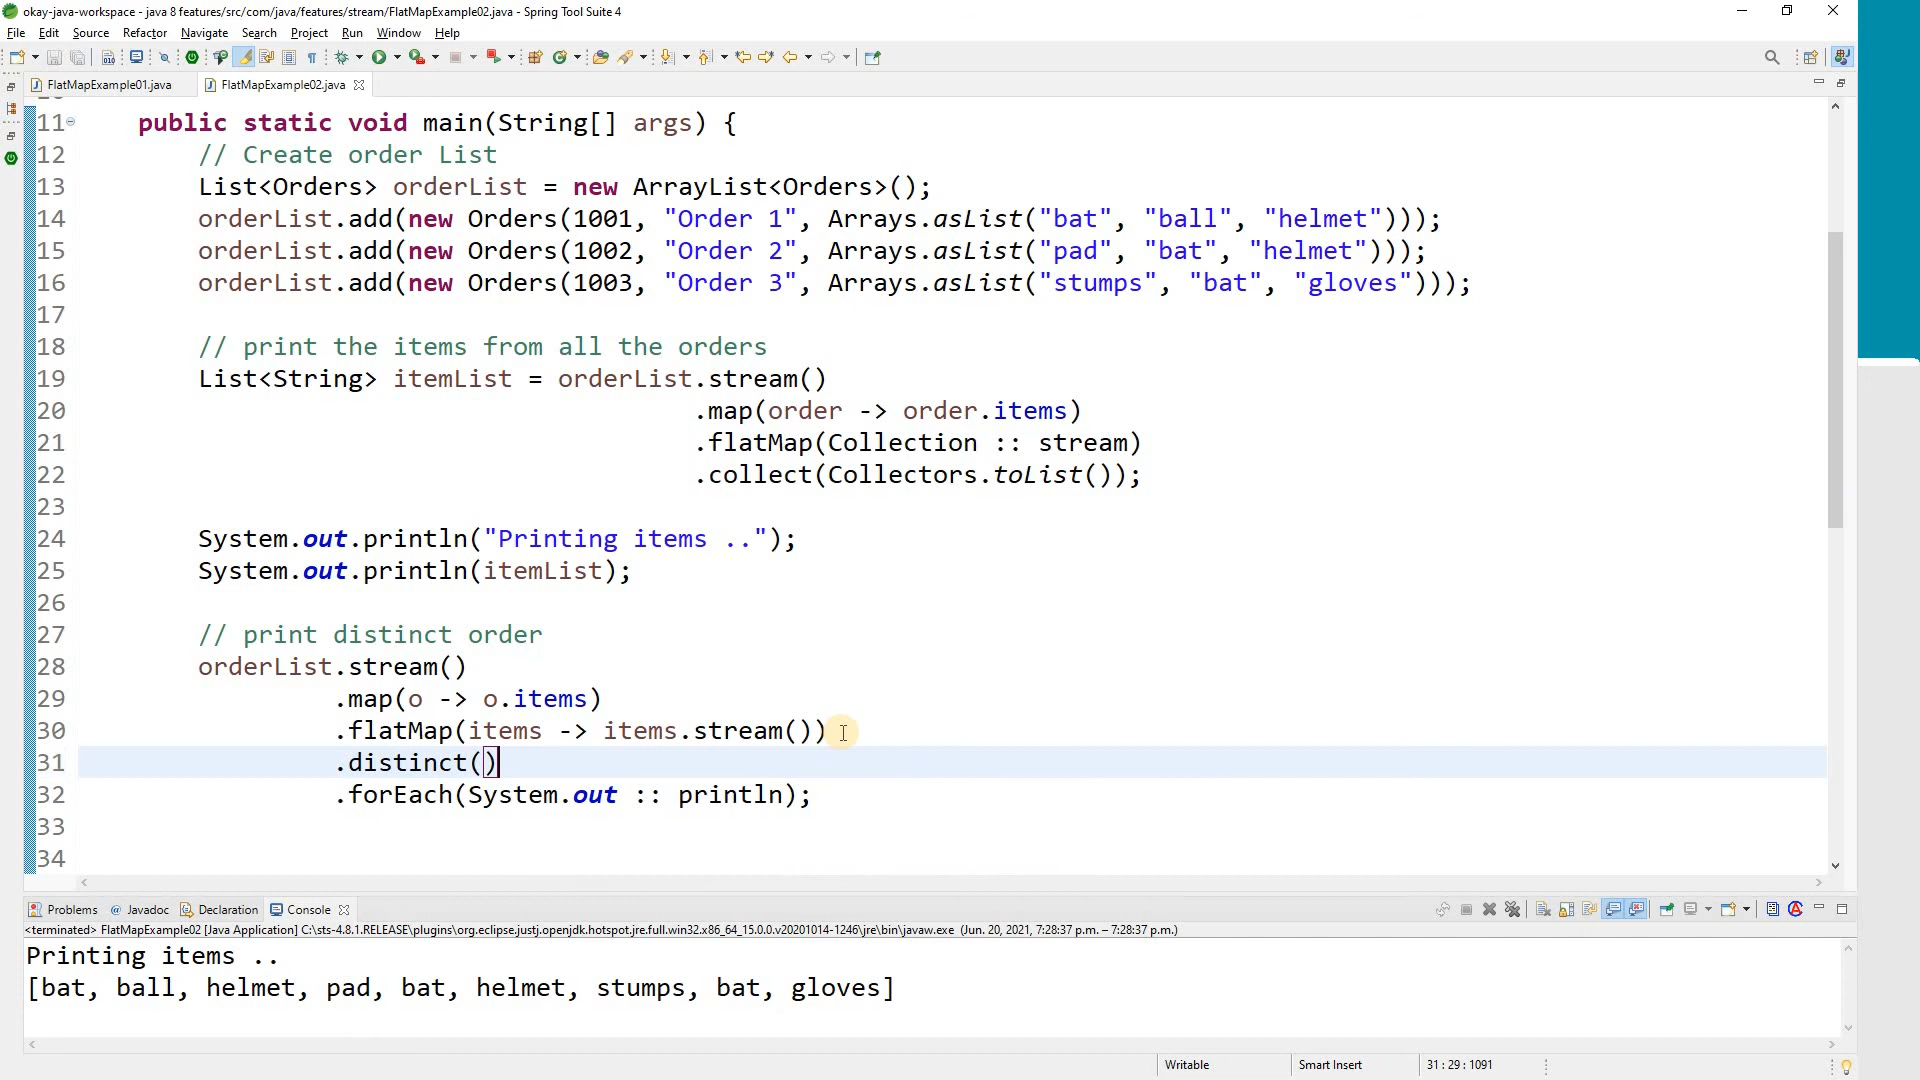 okay-java-workspace - java 8 features/src/com/java/features/stream/FlatMapExample02.java - Spring Tool Suite 4
File Edit Source Refactor Navigate Search Project Run Window Help
FlatMapExample01.java FlatMapExample02.java
11 public static void main(String[] args) {
12 // Create order List
13 List<Orders> orderList = new ArrayList<Orders>();
14 orderList.add(new Orders(1001, "Order 1", Arrays.asList("bat", "ball", "helmet")));
15 orderList.add(new Orders(1002, "Order 2", Arrays.asList("pad", "bat", "helmet")));
16 orderList.add(new Orders(1003, "Order 3", Arrays.asList("stumps", "bat", "gloves")));
17
18 // print the items from all the orders
19 List<String> itemList = orderList.stream()
20 .map(order -> order.items)
21 .flatMap(Collection :: stream)
22 .collect(Collectors.toList());
23
24 System.out.println("Printing items ..");
25 System.out.println(itemList);
26
27 // print distinct order
28 orderList.stream()
29 .map(o -> o.items)
30 .flatMap(items -> items.stream())
31 .distinct()
32 .forEach(System.out :: println);
33
34
Problems @ Javadoc Declaration Console
<terminated> FlatMapExample02 [Java Application] C:\sts-4.8.1.RELEASE\plugins\org.eclipse.justj.openjdk.hotspot.jre.full.win32.x86_64_15.0.0.v20201014-1246\jre\bin\javaw.exe (Jun. 20, 2021, 7:28:37 p.m. – 7:28:37 p.m.)
Printing items ..
[bat, ball, helmet, pad, bat, helmet, stumps, bat, gloves]
Writable Smart Insert 31 : 29 : 1091